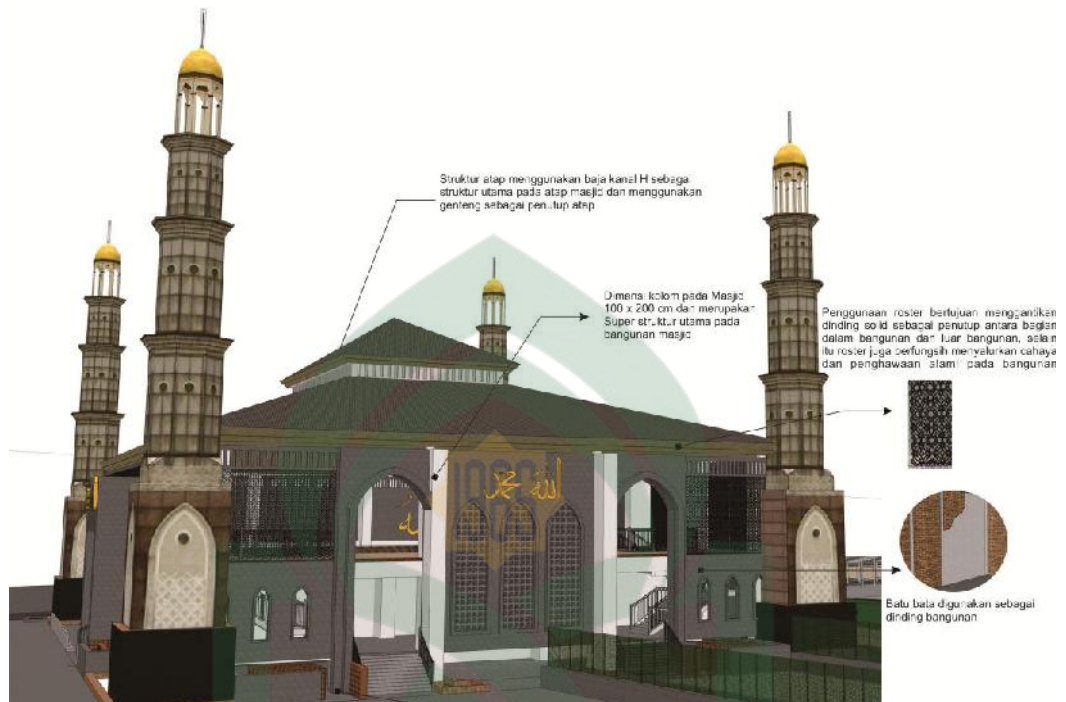 Struktur atap menggunakan baja kanal H sebagai
struktur utama pada atap masjid dan menggunakan
genteng sebagai penutup atap
Dimensi kolom pada Masjid
100 x 200 cm dan merupakan
Super struktur utama pada
bangunan masjid
Penggunaan roster bertujuan menggantikan
dinding solid sebagai penutup antara bagian
dalam bangunan dan luar bangunan, selain
itu roster juga berfungsih menyalurkan cahaya
dan penghawaan alami pada bangunan
الله محمد
Batu bata digunakan sebagai
dinding bangunan